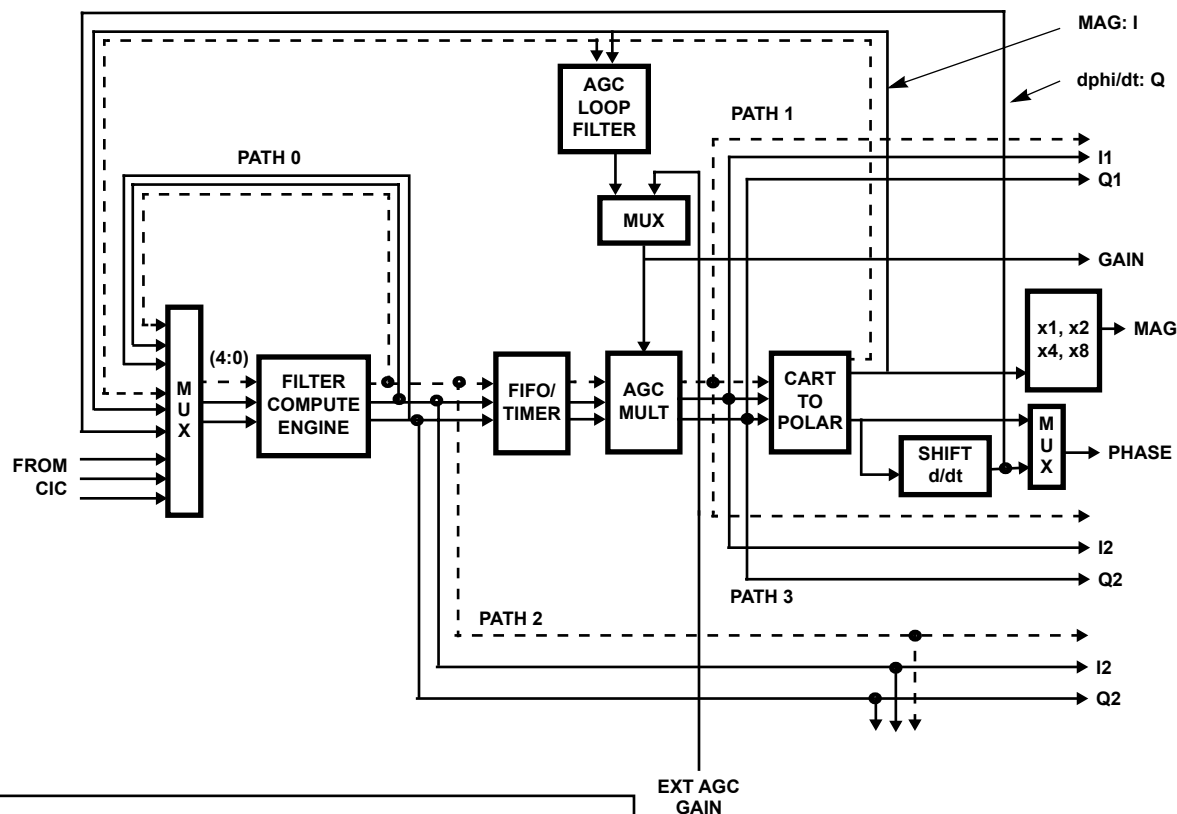 MAG: I
dphi/dt: Q
AGC
LOOP
FILTER
PATH 1
PATH 0
I1
Q1
MUX
GAIN
x1, x2
x4, x8
MAG
(4:0)
M
U
X
FILTER
COMPUTE
ENGINE
FIFO/
TIMER
AGC
MULT
CART
TO
POLAR
M
U
X
PHASE
SHIFT
d/dt
FROM
CIC
I2
Q2
PATH 3
PATH 2
I2
Q2
EXT AGC
GAIN